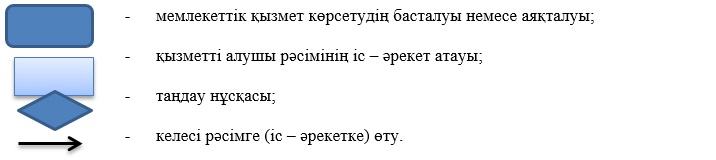 - мемлекеттік қызмет көрсетудің басталуы немесе аяқталуы;
- қызметті алушы рәсімінің іс – әрекет атауы;
- таңдау нұсқасы;
- келесі рәсімге (іс – әрекетке) өту.